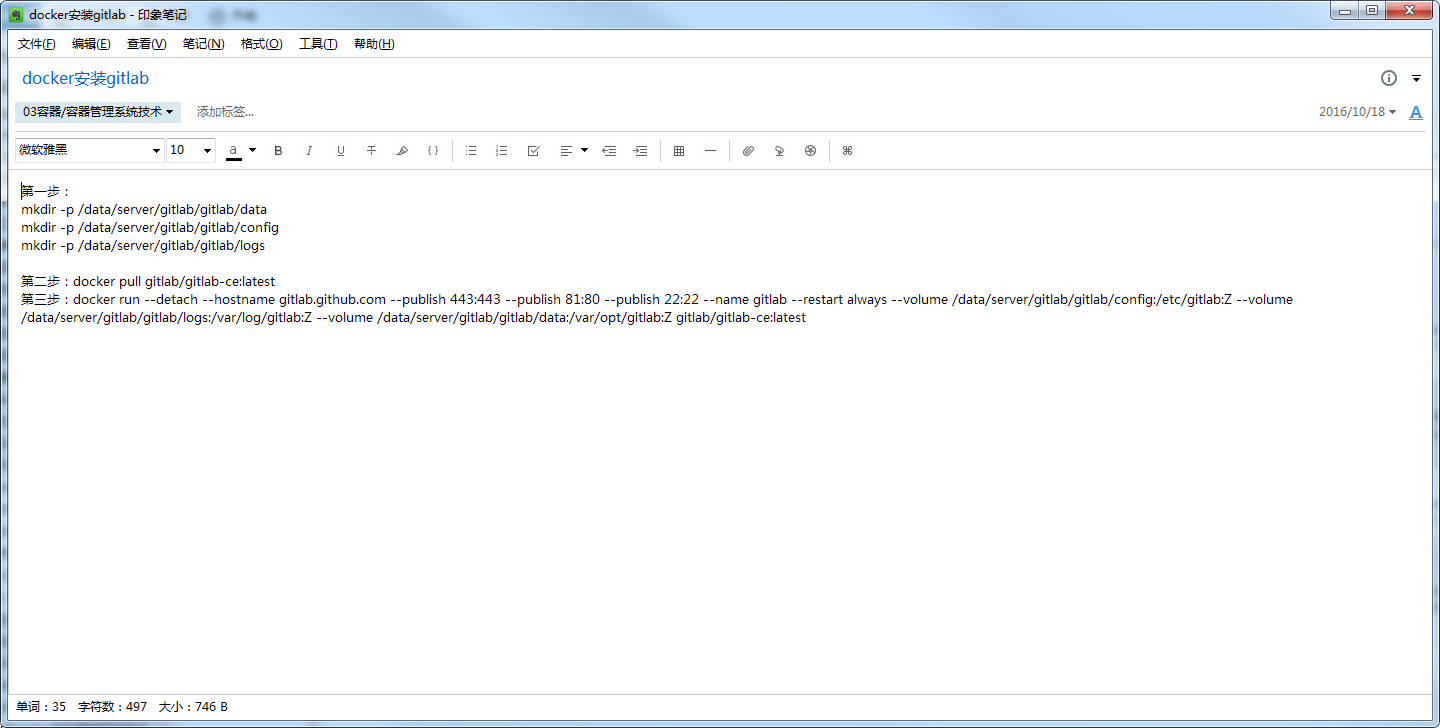 docker安装gitlab - 印象笔记
文件(F) 编辑(E) 查看(V) 笔记(N) 格式(O) 工具(T) 帮助(H)
docker安装gitlab
03容器/容器管理系统技术 添加标签... 2016/10/18 A
微软雅黑 10 a B I U T { }
第一步：
mkdir -p /data/server/gitlab/gitlab/data
mkdir -p /data/server/gitlab/gitlab/config
mkdir -p /data/server/gitlab/gitlab/logs
第二步：docker pull gitlab/gitlab-ce:latest
第三步：docker run --detach --hostname gitlab.github.com --publish 443:443 --publish 81:80 --publish 22:22 --name gitlab --restart always --volume /data/server/gitlab/gitlab/config:/etc/gitlab:Z --volume
/data/server/gitlab/gitlab/logs:/var/log/gitlab:Z --volume /data/server/gitlab/gitlab/data:/var/opt/gitlab:Z gitlab/gitlab-ce:latest
单词：35 字符数：497 大小：746 B